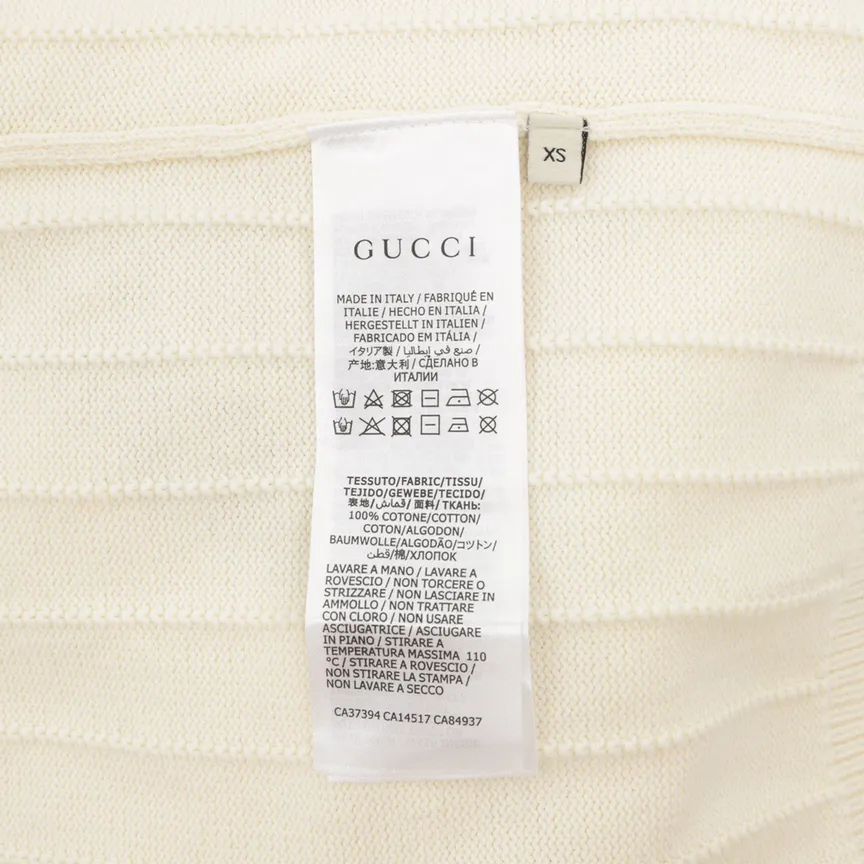 XS
GUCCI
MADE IN ITALY / FABRIQUÉ EN
ITALIE / HECHO EN ITALIA /
HERGESTELLT IN ITALIEN /
FABRICADO EM ITÁLIA /
イタリア製 / صنع في إيطاليا /
产地:意大利 / СДЕЛАНО В
ИТАЛИИ
TESSUTO/FABRIC/TISSU/
TEJIDO/GEWEBE/TECIDO/
表地/قماش/ 面料/ ТКАНЬ:
100% COTONE/COTTON/
COTON/ALGODON/
BAUMWOLLE/ALGODÃO/コットン/
قطن/棉/ХЛОПОК
LAVARE A MANO / LAVARE A
ROVESCIO / NON TORCERE O
STRIZZARE / NON LASCIARE IN
AMMOLLO / NON TRATTARE
CON CLORO / NON USARE
ASCIUGATRICE / ASCIUGARE
IN PIANO / STIRARE A
TEMPERATURA MASSIMA 110
°C / STIRARE A ROVESCIO /
NON STIRARE LA STAMPA /
NON LAVARE A SECCO
CA37394 CA14517 CA84937